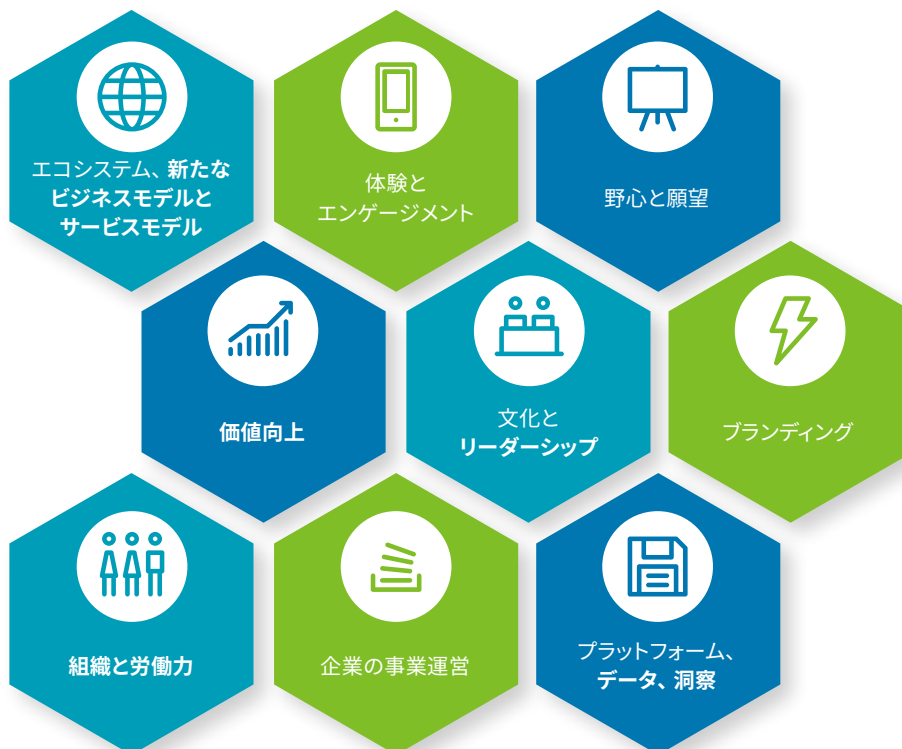 エコシステム、新たな
ビジネスモデルと
サービスモデル
体験と
エンゲージメント
野心と願望
価値向上
文化と
リーダーシップ
ブランディング
組織と労働力
企業の事業運営
プラットフォーム、
データ、洞察